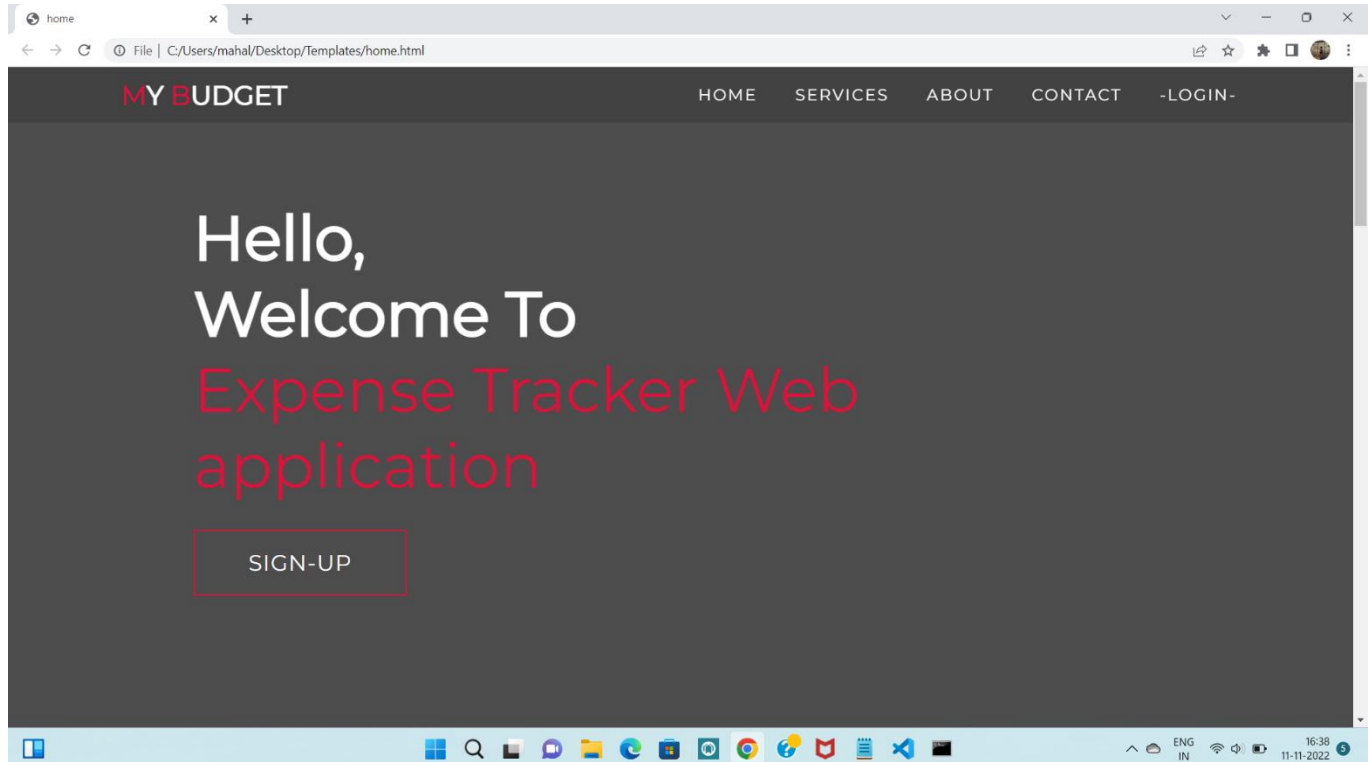 home
File | C:/Users/mahal/Desktop/Templates/home.html
MY BUDGET
HOME SERVICES ABOUT CONTACT -LOGIN-
Hello,
Welcome To
Expense Tracker Web
application
SIGN-UP
ENG
IN
16:38
11-11-2022
5